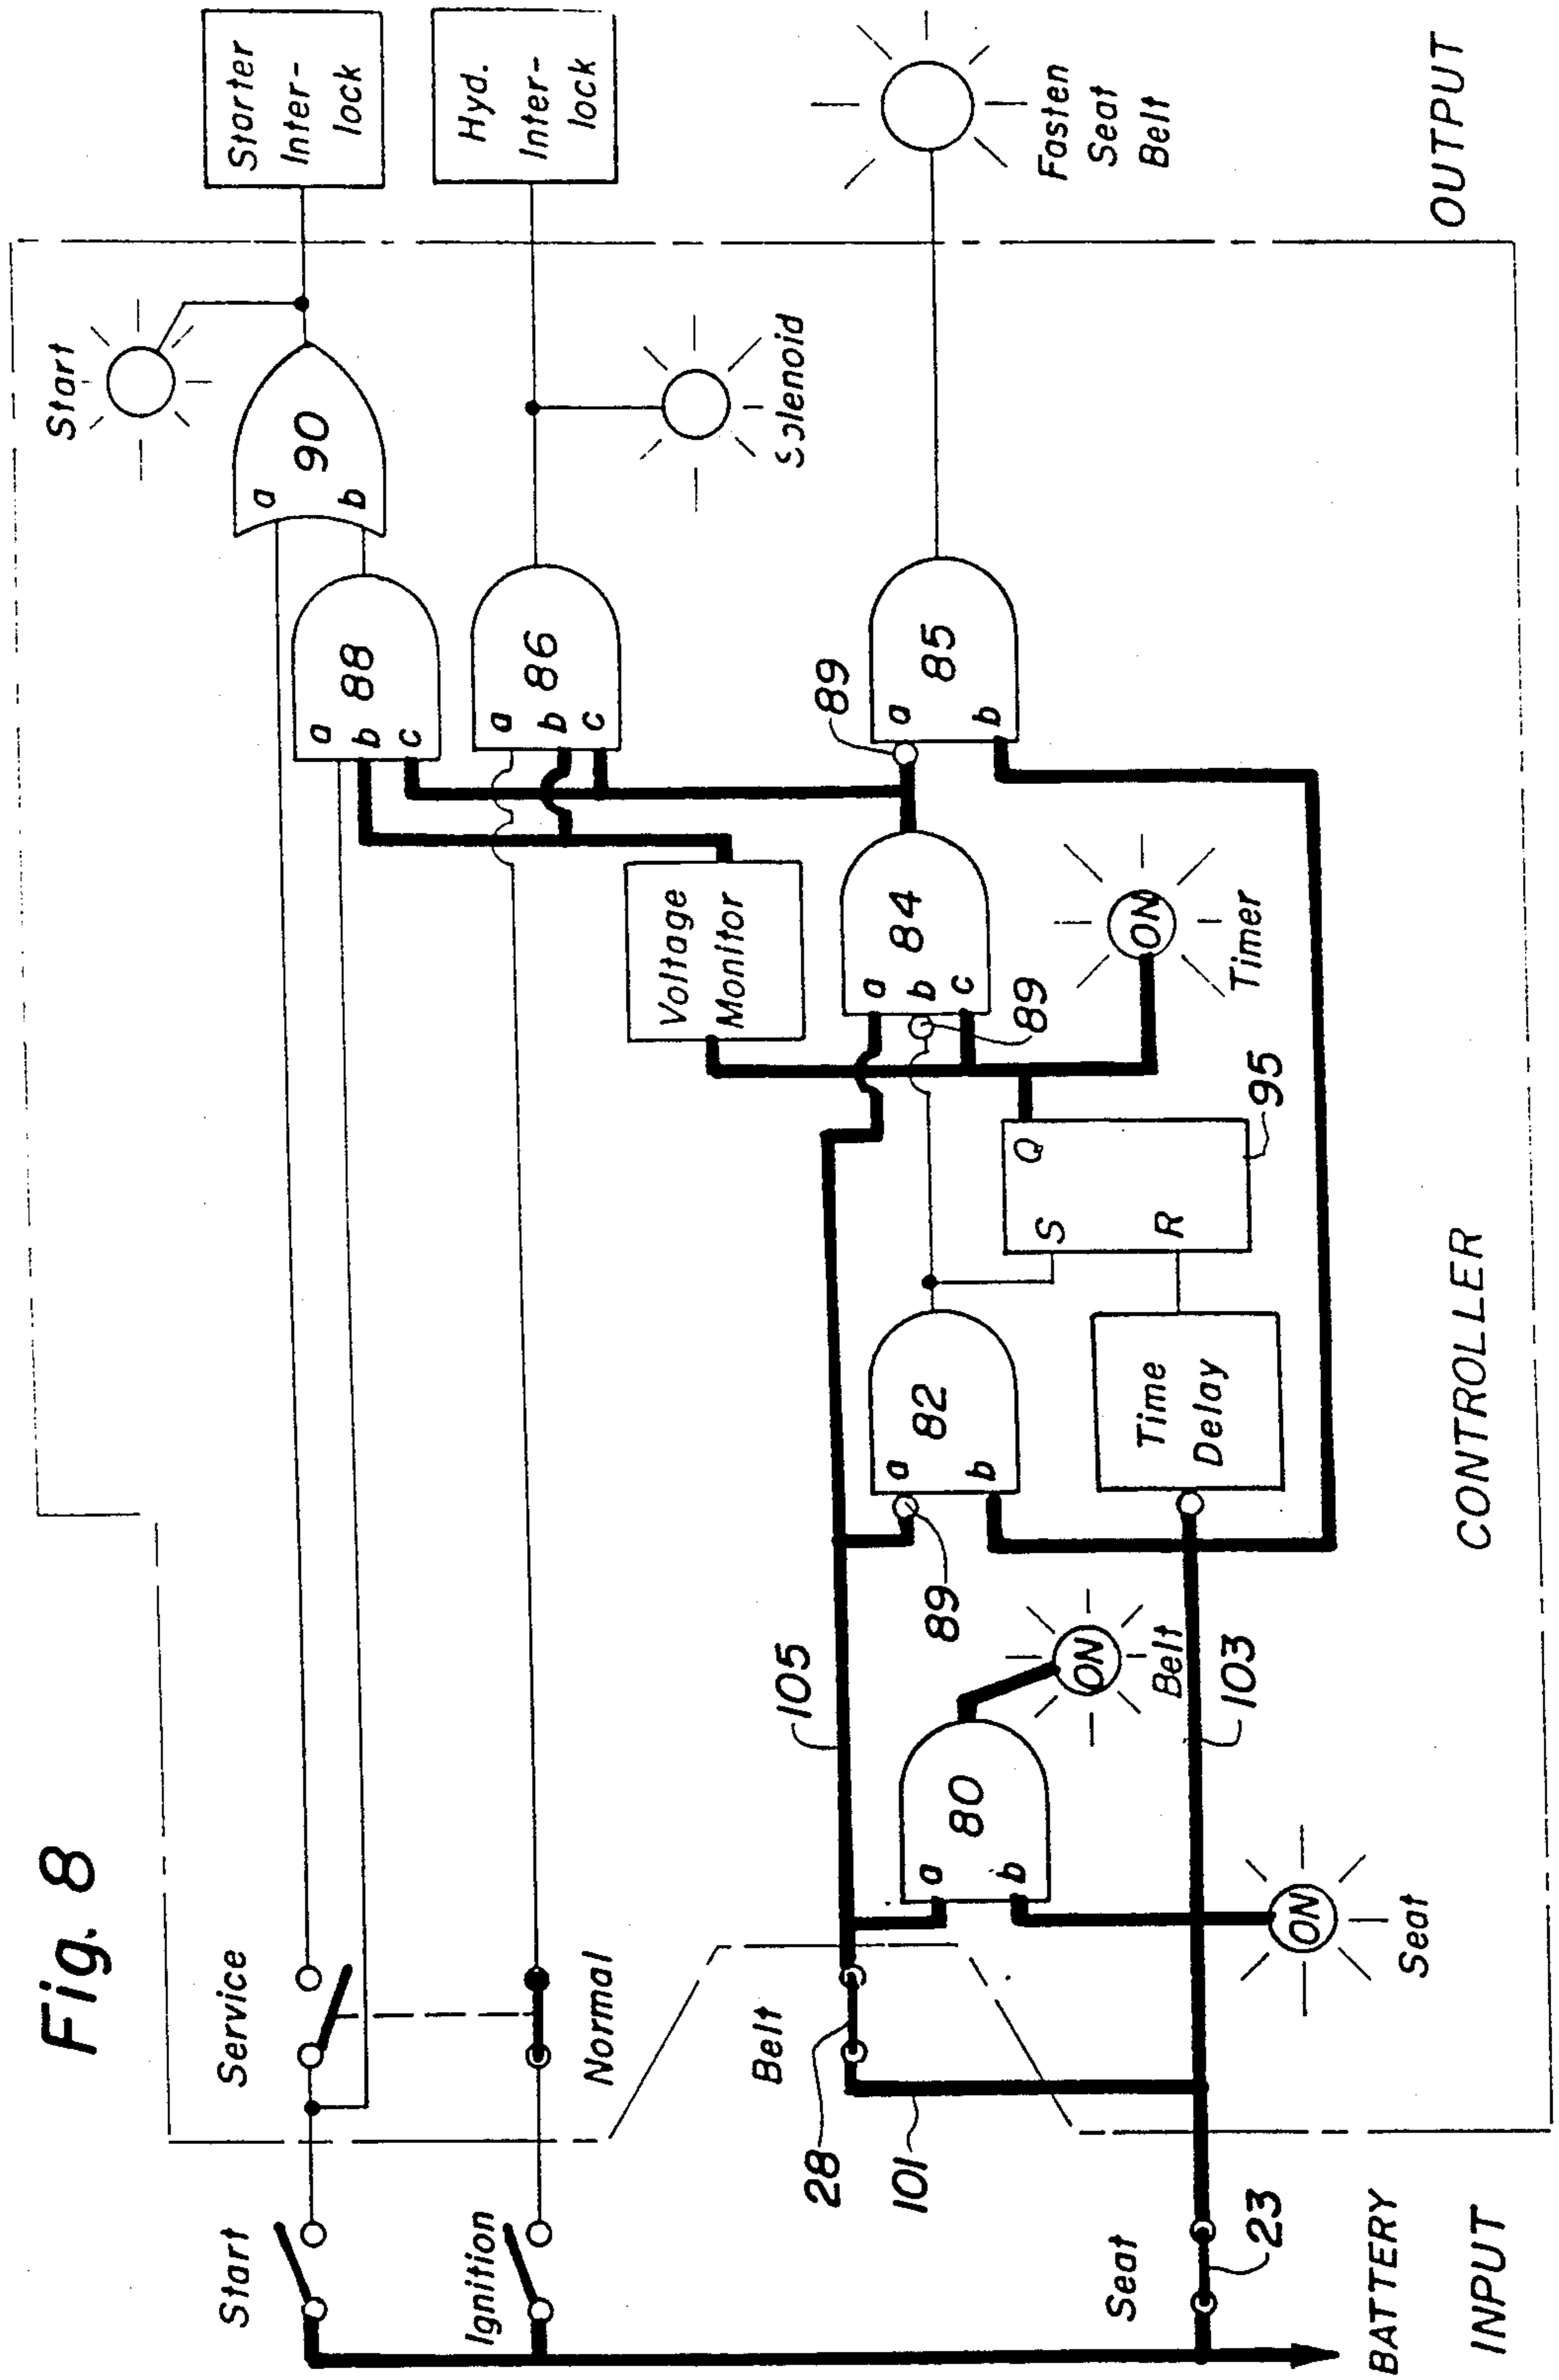 Fig. 8
Start
Service
Ignition
Normal
Seat
23
28
Belt
101
105
BATTERY
INPUT
a
b
80
ON
Belt
ON
Seat
103
89
a
b
82
Time
Delay
S
R
Q
95
a
b
c
84
89
ON
Timer
Voltage
Monitor
a
b
c
88
a
b
c
86
89
a
b
85
a
b
90
Start
Solenoid
Starter
Inter-
lock
Hyd.
Inter-
lock
Fasten
Seat
Belt
CONTROLLER
OUTPUT